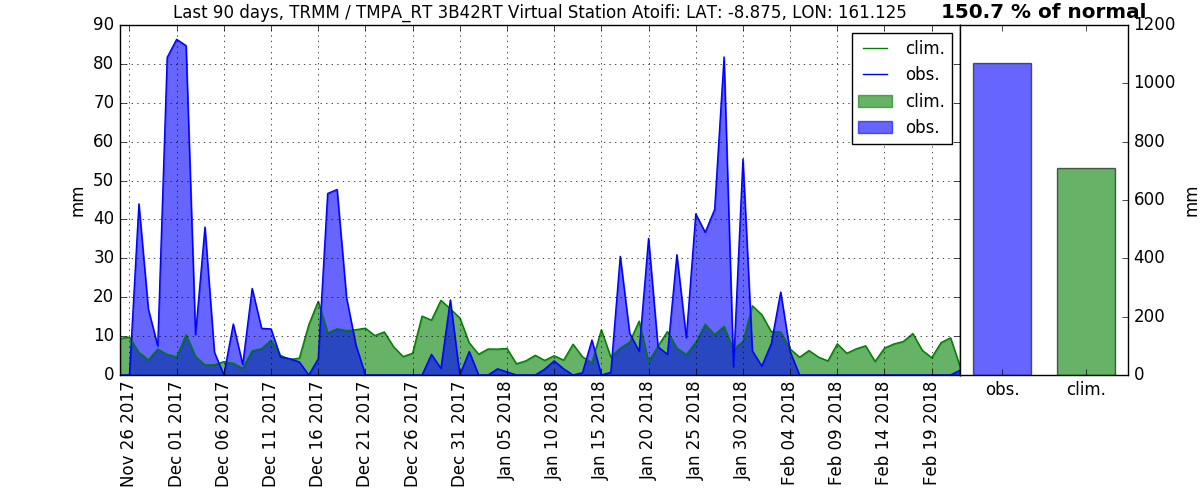 Last 90 days, TRMM / TMPA_RT 3B42RT Virtual Station Atoifi: LAT: -8.875, LON: 161.125
150.7 % of normal
90
80
70
60
50
40
30
20
10
0
mm
clim.
obs.
clim.
obs.
1200
1000
800
600
400
200
0
mm
Nov 26 2017
Dec 01 2017
Dec 06 2017
Dec 11 2017
Dec 16 2017
Dec 21 2017
Dec 26 2017
Dec 31 2017
Jan 05 2018
Jan 10 2018
Jan 15 2018
Jan 20 2018
Jan 25 2018
Jan 30 2018
Feb 04 2018
Feb 09 2018
Feb 14 2018
Feb 19 2018
obs.
clim.